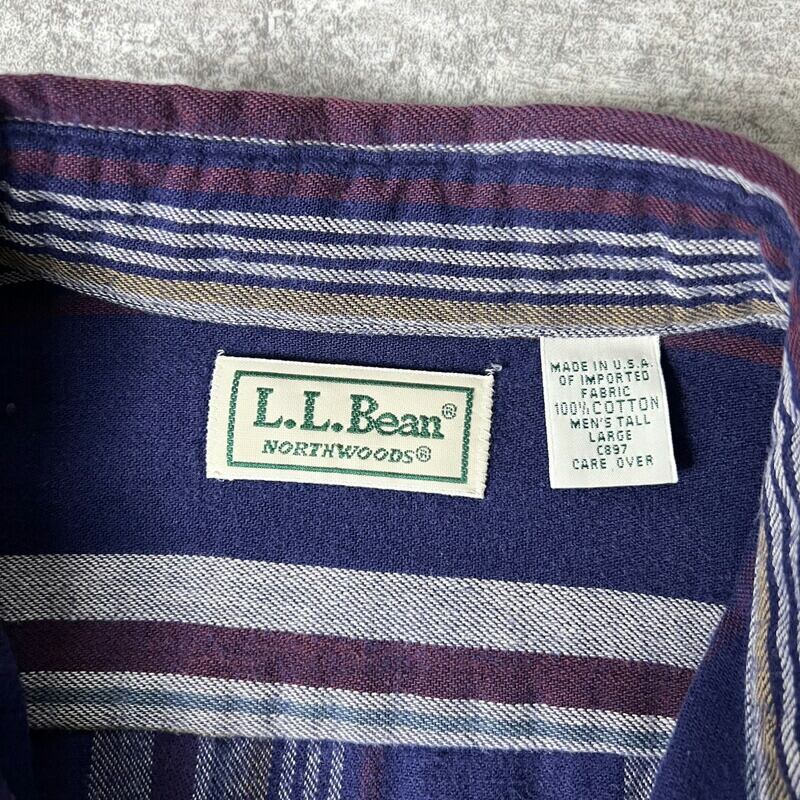 L.L.Bean®
NORTHWOODS®
MADE IN U.S.A.
OF IMPORTED
FABRIC
100% COTTON
MEN'S TALL
LARGE
C897
CARE OVER